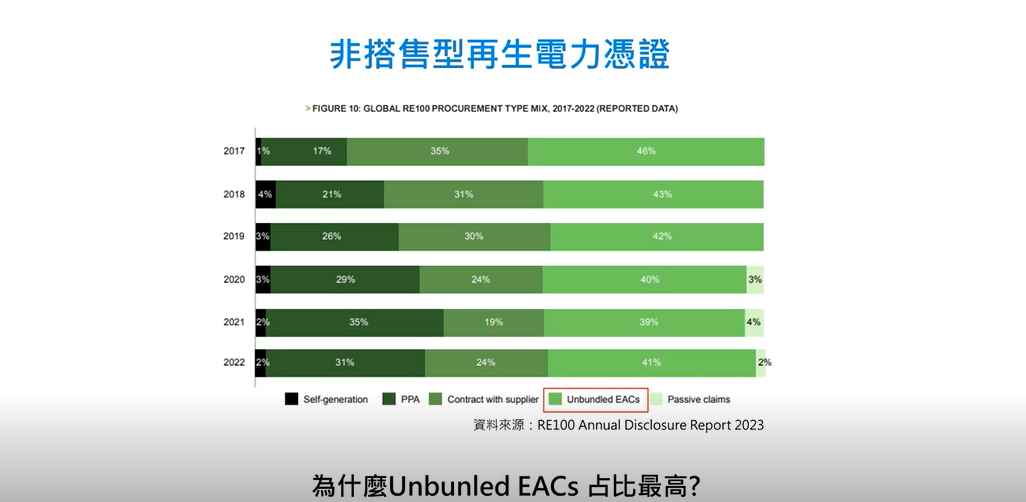 非搭售型再生電力憑證
> FIGURE 10: GLOBAL RE100 PROCUREMENT TYPE MIX, 2017-2022 (REPORTED DATA)
2017 1% 17% 35% 46%
2018 4% 21% 31% 43%
2019 3% 26% 30% 42%
2020 3% 29% 24% 40% 3%
2021 2% 35% 19% 39% 4%
2022 2% 31% 24% 41% 2%
Self-generation PPA Contract with supplier Unbundled EACs Passive claims
資料來源：RE100 Annual Disclosure Report 2023
為什麼Unbunled EACs 占比最高?